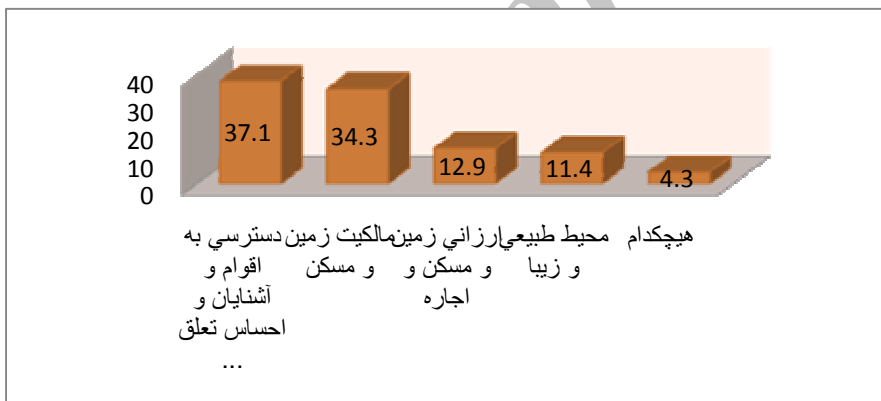 40
30
20
10
0
37.1
34.3
12.9
11.4
4.3
دسترسي به
اقوام و
آشنايان و
احساس تعلق
...
مالكيت زمين
و مسكن
ارزاني زمين
و مسكن و
اجاره
محيط طبيعي
و زيبا
هيچكدام